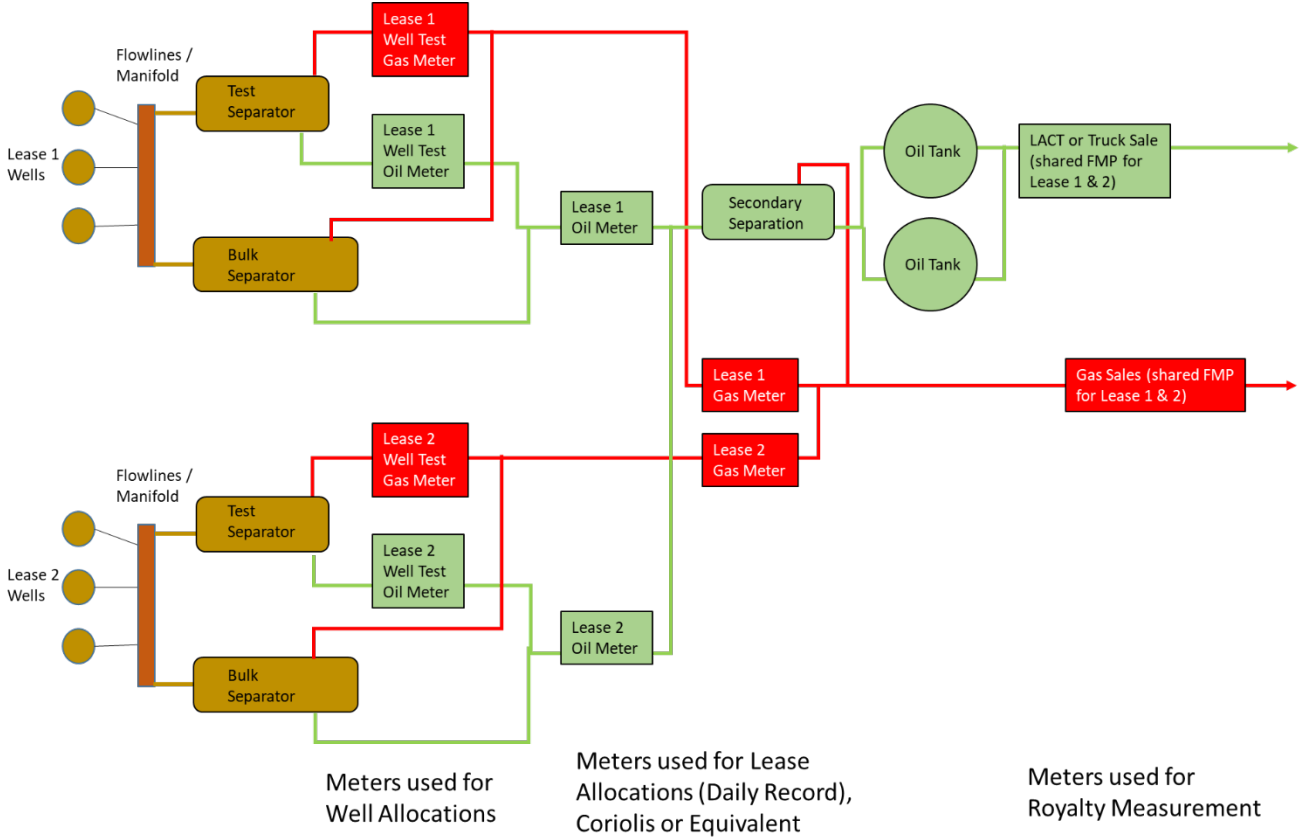 Flowlines /
Manifold
Lease 1
Wells
Test
Separator
Bulk
Separator
Lease 1
Well Test
Gas Meter
Lease 1
Well Test
Oil Meter
Lease 1
Oil Meter
Secondary
Separation
Oil Tank
Oil Tank
LACT or Truck Sale
(shared FMP for
Lease 1 & 2)
Lease 1
Gas Meter
Gas Sales (shared FMP
for Lease 1 & 2)
Lease 2
Gas Meter
Flowlines /
Manifold
Lease 2
Wells
Test
Separator
Bulk
Separator
Lease 2
Well Test
Gas Meter
Lease 2
Well Test
Oil Meter
Lease 2
Oil Meter
Meters used for
Well Allocations
Meters used for Lease
Allocations (Daily Record),
Coriolis or Equivalent
Meters used for
Royalty Measurement